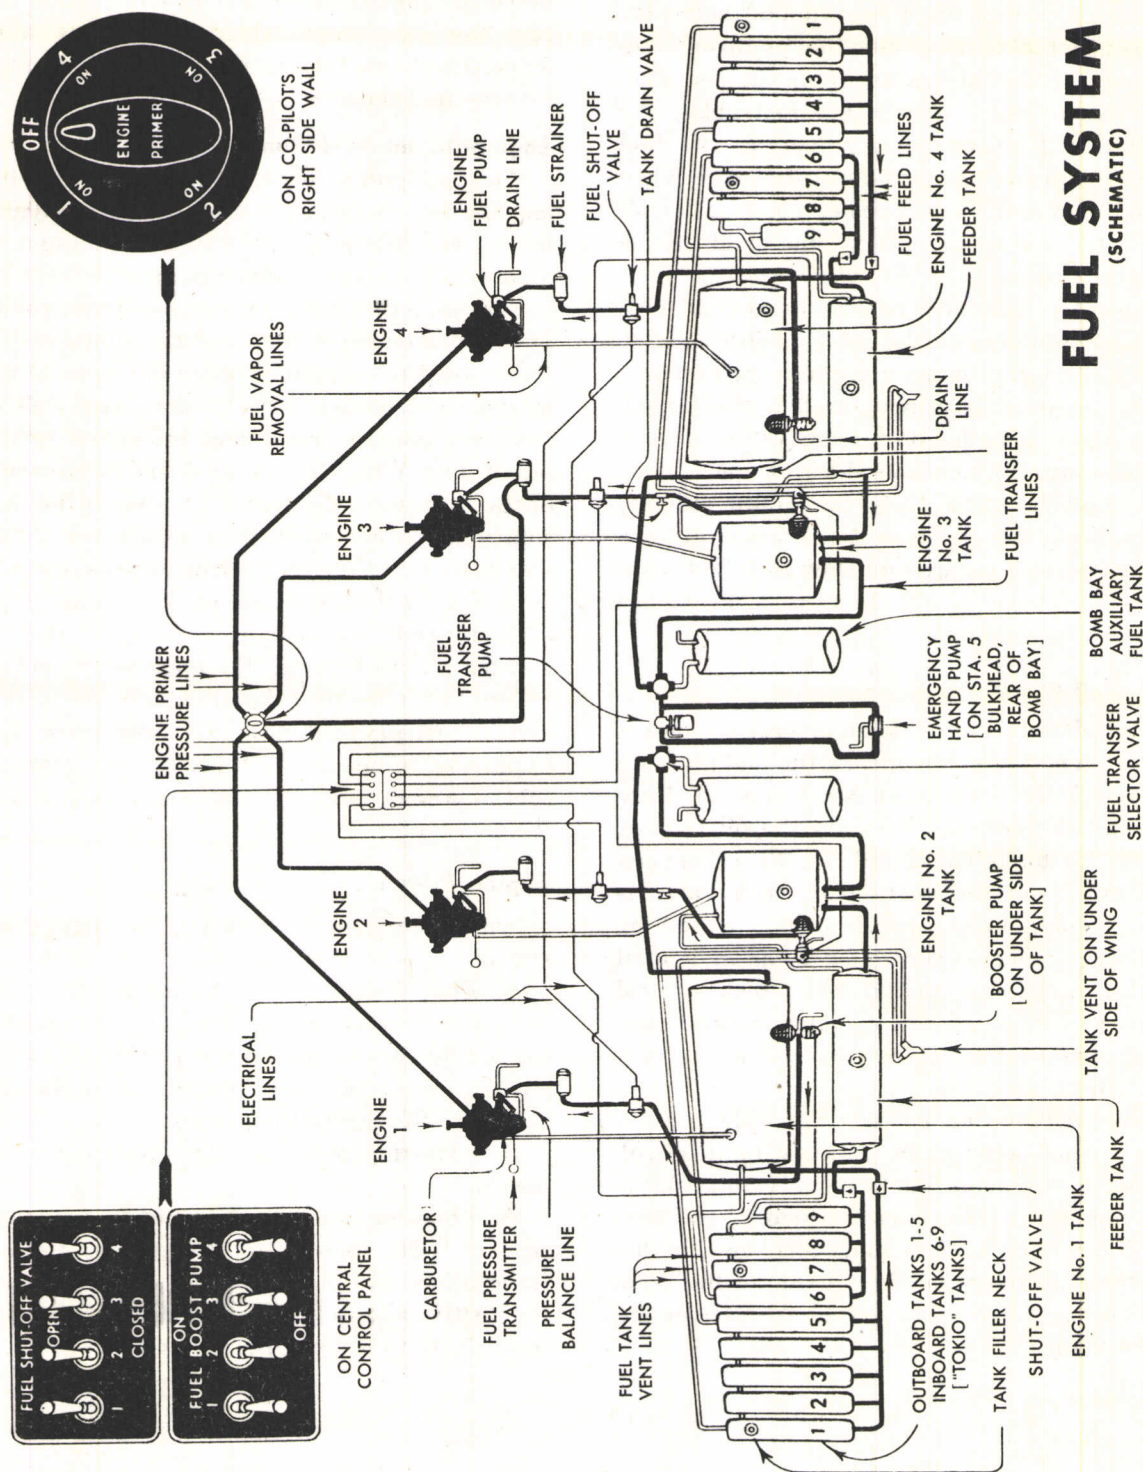 FUEL SHUT-OFF VALVE
OPEN
1 2 3 4
CLOSED
ON
FUEL BOOST PUMP
1 2 3 4
OFF
ON CENTRAL
CONTROL PANEL
OFF
1
ON
4
ON
ENGINE
PRIMER
2
ON
3
ON
ON CO-PILOT'S
RIGHT SIDE WALL
ENGINE PRIMER
PRESSURE LINES
FUEL VAPOR
REMOVAL LINES
ELECTRICAL
LINES
ENGINE
1
ENGINE
2
ENGINE
3
ENGINE
4
ENGINE
FUEL PUMP
DRAIN LINE
FUEL STRAINER
FUEL SHUT-OFF
VALVE
TANK DRAIN VALVE
CARBURETOR
FUEL PRESSURE
TRANSMITTER
PRESSURE
BALANCE LINE
FUEL
TRANSFER
PUMP
FUEL TANK
VENT LINES
1 2 3 4 5 6 7 8 9
9 8 7 6 5 4 3 2 1
OUTBOARD TANKS 1-5
INBOARD TANKS 6-9
["TOKIO" TANKS]
TANK FILLER NECK
SHUT-OFF VALVE
ENGINE No. 1 TANK
FEEDER TANK
TANK VENT ON UNDER
SIDE OF WING
BOOSTER PUMP
[ON UNDER SIDE
OF TANK]
ENGINE No. 2
TANK
FUEL TRANSFER
SELECTOR VALVE
EMERGENCY
HAND PUMP
[ON STA. 5
BULKHEAD,
REAR OF
BOMB BAY]
BOMB BAY
AUXILIARY
FUEL TANK
ENGINE
No. 3
TANK
FUEL TRANSFER
LINES
DRAIN
LINE
FUEL FEED LINES
ENGINE No. 4 TANK
FEEDER TANK
FUEL SYSTEM
(SCHEMATIC)